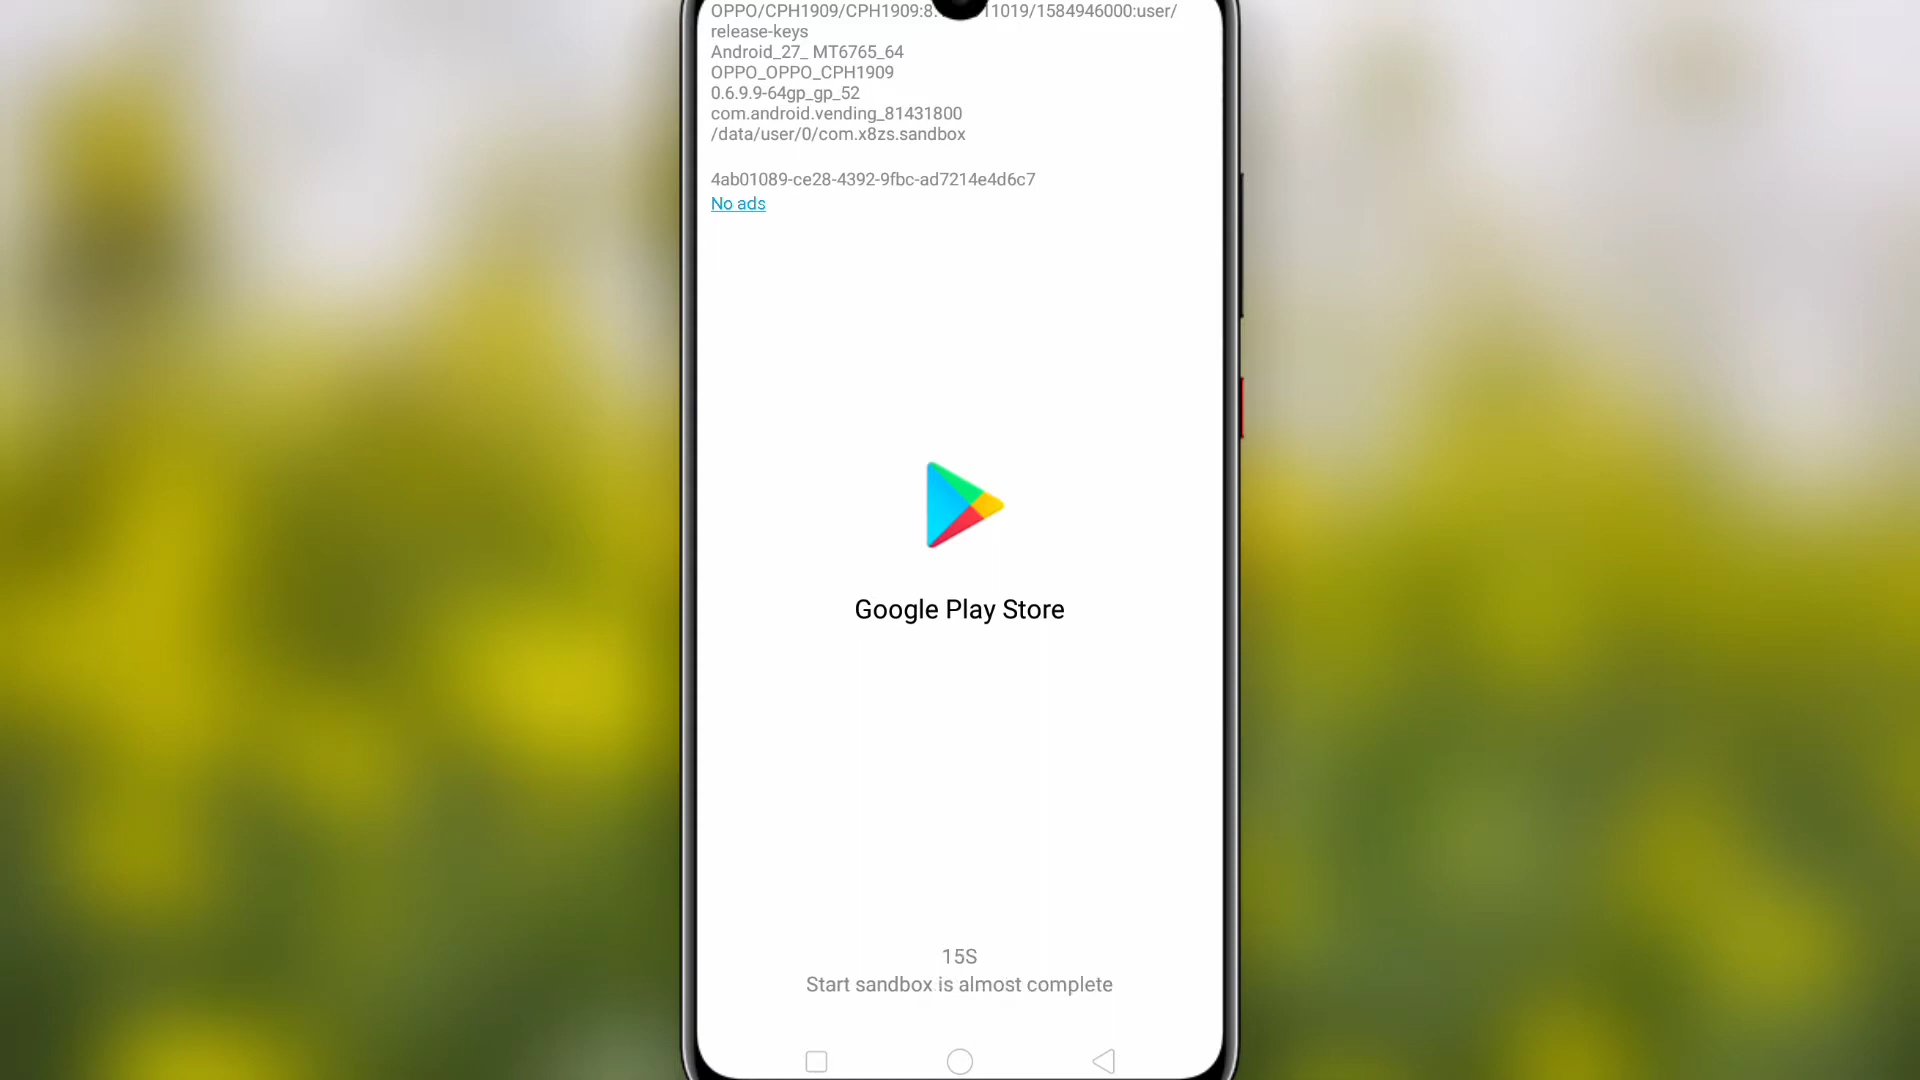 OPPO/CPH1909/CPH1909:8. 11019/1584946000:user/
release-keys
Android_27_ MT6765_64
OPPO_OPPO_CPH1909
0.6.9.9-64gp_gp_52
com.android.vending_81431800
/data/user/0/com.x8zs.sandbox
4ab01089-ce28-4392-9fbc-ad7214e4d6c7
No ads
Google Play Store
15S
Start sandbox is almost complete